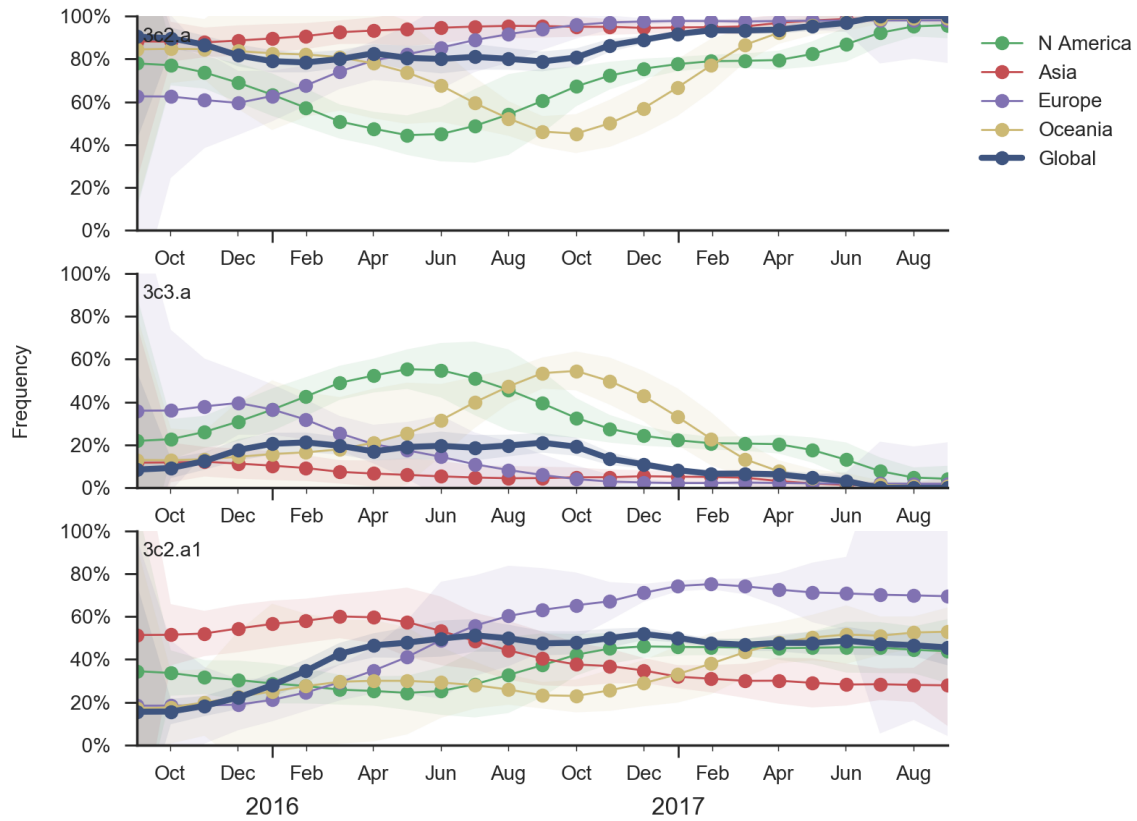 100%
3c2.a
80%
60%
40%
20%
0%
Oct Dec Feb Apr Jun Aug Oct Dec Feb Apr Jun Aug
N America
Asia
Europe
Oceania
Global
Frequency
100%
3c3.a
80%
60%
40%
20%
0%
Oct Dec Feb Apr Jun Aug Oct Dec Feb Apr Jun Aug
100%
3c2.a1
80%
60%
40%
20%
0%
Oct Dec Feb Apr Jun Aug Oct Dec Feb Apr Jun Aug
2016 2017